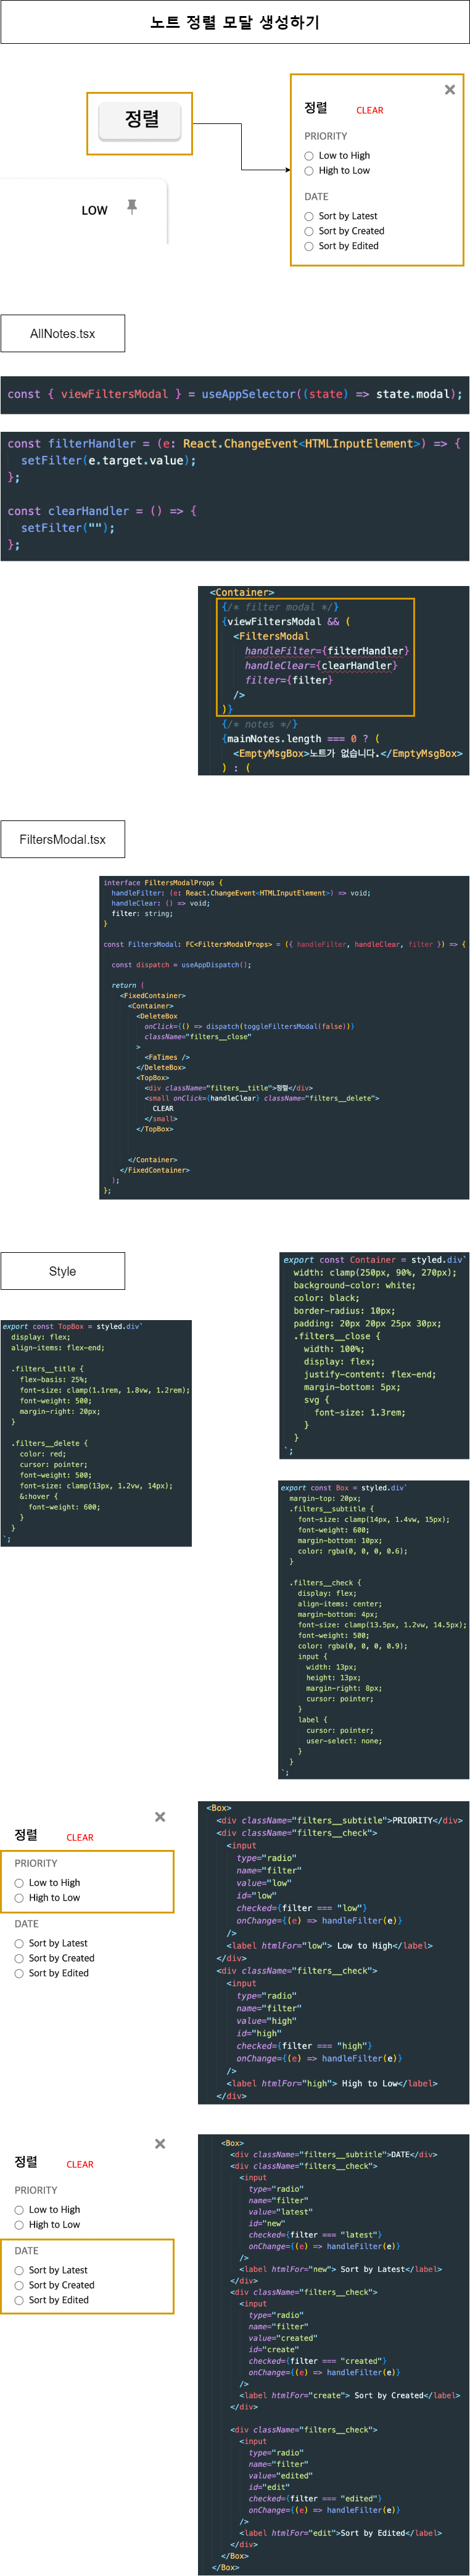 노트 정렬 모달 생성하기
정렬
LOW
정렬 CLEAR
PRIORITY
Low to High
High to Low
DATE
Sort by Latest
Sort by Created
Sort by Edited
AllNotes.tsx
const { viewFiltersModal } = useAppSelector((state) => state.modal);
const filterHandler = (e: React.ChangeEvent<HTMLInputElement>) => {
setFilter(e.target.value);
};
const clearHandler = () => {
setFilter("");
};
<Container>
{/* filter modal */}
{viewFiltersModal && (
<FiltersModal
handleFilter={filterHandler}
handleClear={clearHandler}
filter={filter}
/>
)}
{/* notes */}
{mainNotes.length === 0 ? (
<EmptyMsgBox>노트가 없습니다.</EmptyMsgBox>
) : (
FiltersModal.tsx
interface FiltersModalProps {
handleFilter: (e: React.ChangeEvent<HTMLInputElement>) => void;
handleClear: () => void;
filter: string;
}
const FiltersModal: FC<FiltersModalProps> = ({ handleFilter, handleClear, filter }) => {
const dispatch = useAppDispatch();
return (
<FixedContainer>
<Container>
<DeleteBox
onClick={() => dispatch(toggleFiltersModal(false))}
className="filters__close"
>
<FaTimes />
</DeleteBox>
<TopBox>
<div className="filters__title">정렬</div>
<small onClick={handleClear} className="filters__delete">
CLEAR
</small>
</TopBox>
</Container>
</FixedContainer>
);
};
Style
export const TopBox = styled.div`
display: flex;
align-items: flex-end;
.filters__title {
flex-basis: 25%;
font-size: clamp(1.1rem, 1.8vw, 1.2rem);
font-weight: 500;
margin-right: 20px;
}
.filters__delete {
color: red;
cursor: pointer;
font-weight: 500;
font-size: clamp(13px, 1.2vw, 14px);
&:hover {
font-weight: 600;
}
}
`;
export const Container = styled.div`
width: clamp(250px, 90%, 270px);
background-color: white;
color: black;
border-radius: 10px;
padding: 20px 20px 25px 30px;
.filters__close {
width: 100%;
display: flex;
justify-content: flex-end;
margin-bottom: 5px;
svg {
font-size: 1.3rem;
}
}
`;
export const Box = styled.div`
margin-top: 20px;
.filters__subtitle {
font-size: clamp(14px, 1.4vw, 15px);
font-weight: 600;
margin-bottom: 10px;
color: rgba(0, 0, 0, 0.6);
}
.filters__check {
display: flex;
align-items: center;
margin-bottom: 4px;
font-size: clamp(13.5px, 1.2vw, 14.5px);
font-weight: 500;
color: rgba(0, 0, 0, 0.9);
input {
width: 13px;
height: 13px;
margin-right: 8px;
cursor: pointer;
}
label {
cursor: pointer;
user-select: none;
}
}
`;
정렬 CLEAR
PRIORITY
Low to High
High to Low
DATE
Sort by Latest
Sort by Created
Sort by Edited
<Box>
<div className="filters__subtitle">PRIORITY</div>
<div className="filters__check">
<input
type="radio"
name="filter"
value="low"
id="low"
checked={filter === "low"}
onChange={(e) => handleFilter(e)}
/>
<label htmlFor="low"> Low to High</label>
</div>
<div className="filters__check">
<input
type="radio"
name="filter"
value="high"
id="high"
checked={filter === "high"}
onChange={(e) => handleFilter(e)}
/>
<label htmlFor="high"> High to Low</label>
</div>
정렬 CLEAR
PRIORITY
Low to High
High to Low
DATE
Sort by Latest
Sort by Created
Sort by Edited
<Box>
<div className="filters__subtitle">DATE</div>
<div className="filters__check">
<input
type="radio"
name="filter"
value="latest"
id="new"
checked={filter === "latest"}
onChange={(e) => handleFilter(e)}
/>
<label htmlFor="new"> Sort by Latest</label>
</div>
<div className="filters__check">
<input
type="radio"
name="filter"
value="created"
id="create"
checked={filter === "created"}
onChange={(e) => handleFilter(e)}
/>
<label htmlFor="create"> Sort by Created</label>
</div>
<div className="filters__check">
<input
type="radio"
name="filter"
value="edited"
id="edit"
checked={filter === "edited"}
onChange={(e) => handleFilter(e)}
/>
<label htmlFor="edit">Sort by Edited</label>
</div>
</Box>
</Box>